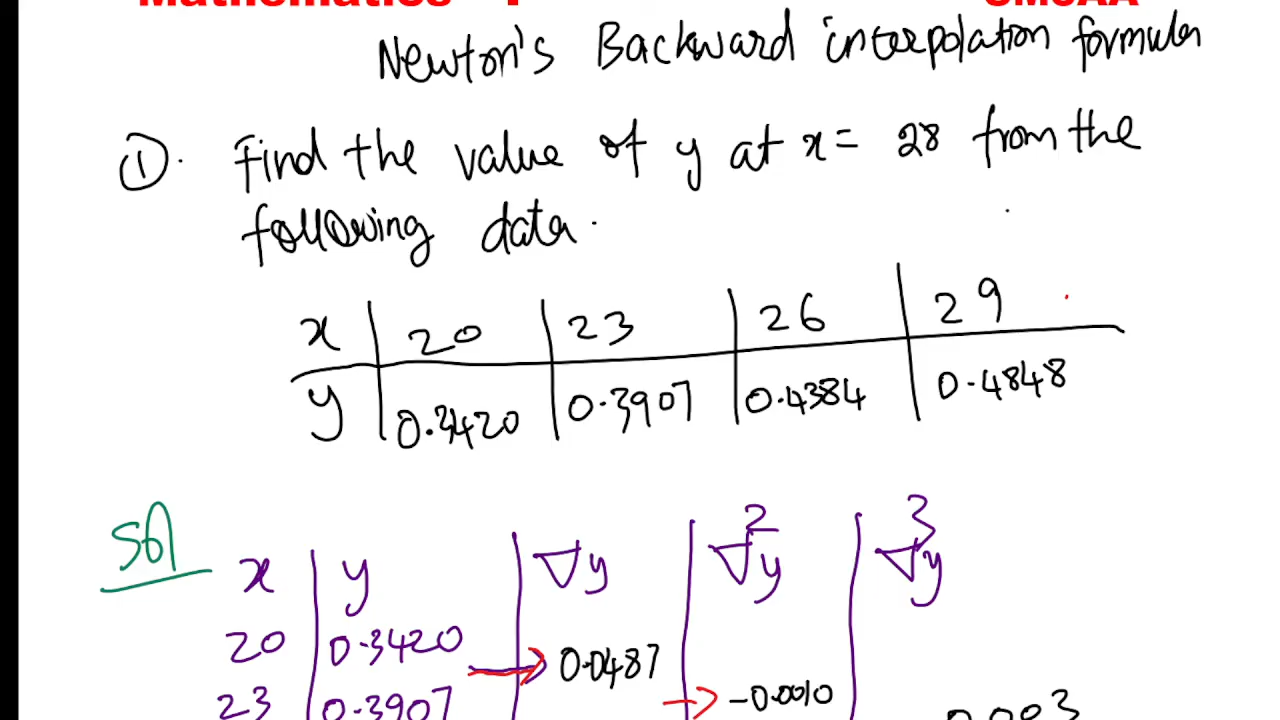 Newton's Backward interpolation formula
①. Find the value of y at x= 28 from the
following data.
x | 20 | 23 | 26 | 29
y | 0.3420 | 0.3907 | 0.4384 | 0.4848
Sol
x | y | ∇y | ∇²y | ∇³y
20 | 0.3420
0.0487
23 | 0.3907
-0.0010